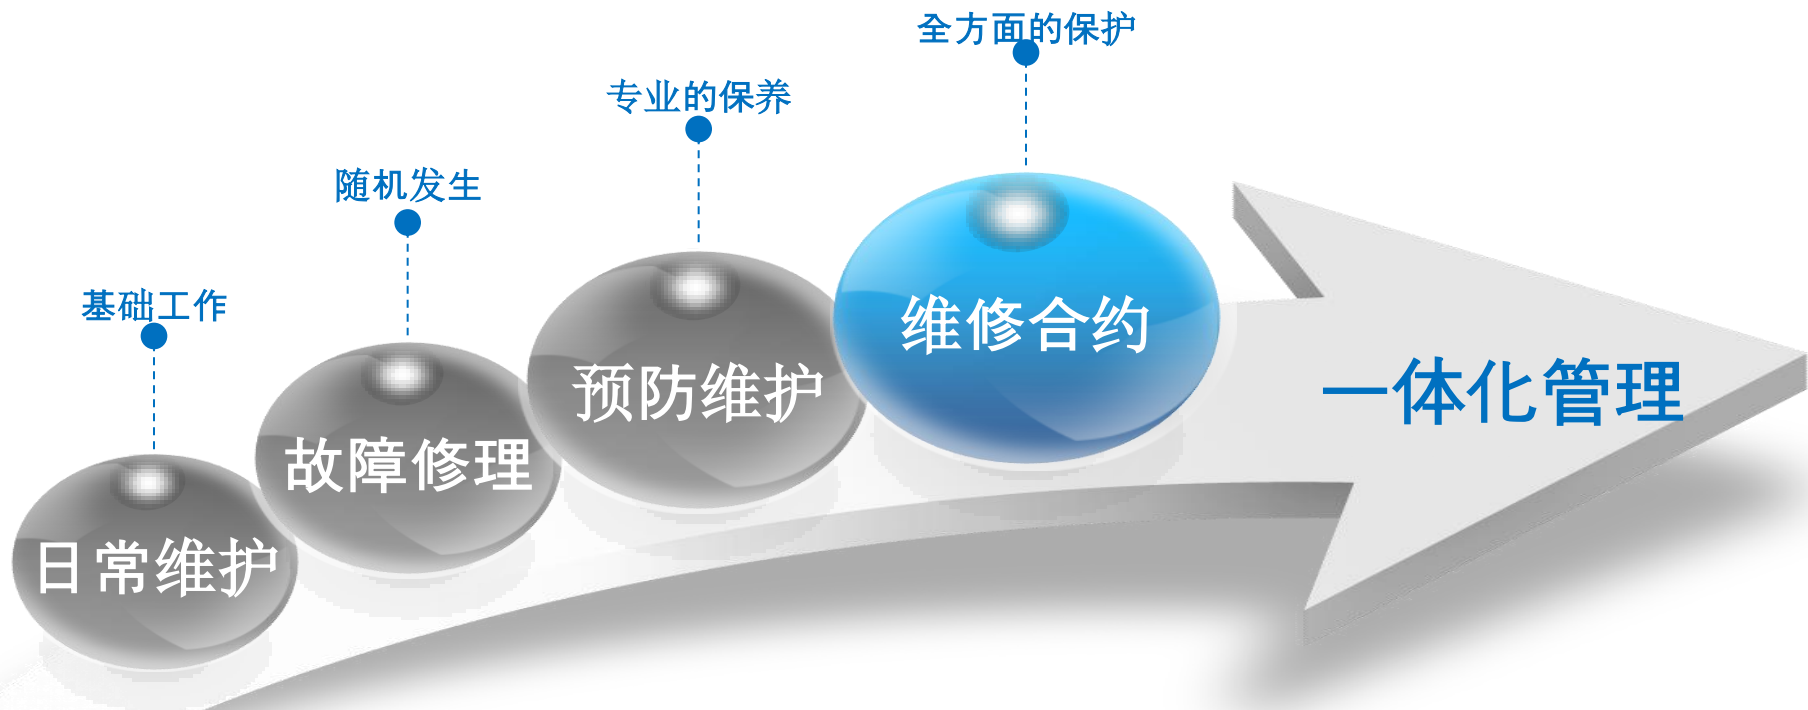 全方面的保护
专业的保养
随机发生
基础工作
维修合约
预防维护
故障修理
日常维护
一体化管理